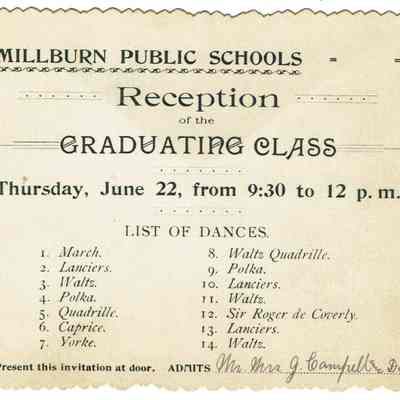 MILLBURN PUBLIC SCHOOLS
Reception
of the
GRADUATING CLASS
Thursday, June 22, from 9:30 to 12 p. m.
LIST OF DANCES.
1. March.
2. Lanciers.
3. Waltz.
4. Polka.
5. Quadrille.
6. Caprice.
7. Yorke.
8. Waltz Quadrille.
9. Polka.
10. Lanciers.
11. Waltz.
12. Sir Roger de Coverly.
13. Lanciers.
14. Waltz.
Present this invitation at door. ADMITS Mr. Mrs G. Campbell